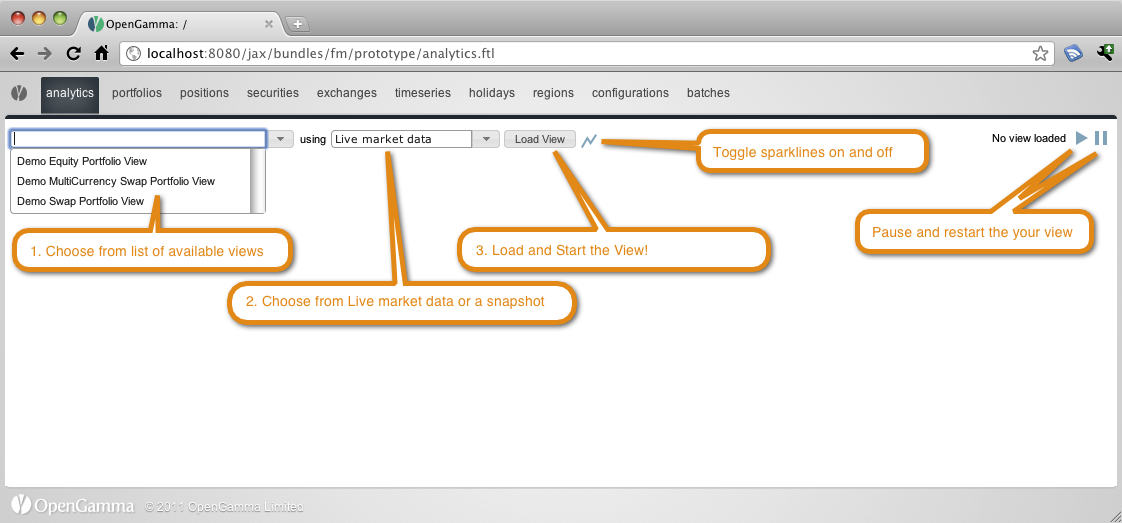 OpenGamma: /
localhost:8080/jax/bundles/fm/prototype/analytics.ftl
analytics portfolios positions securities exchanges timeseries holidays regions configurations batches
using Live market data Load View No view loaded
Toggle sparklines on and off
Demo Equity Portfolio View
Demo MultiCurrency Swap Portfolio View
Demo Swap Portfolio View
Pause and restart the your view
1. Choose from list of available views
3. Load and Start the View!
2. Choose from Live market data or a snapshot
OpenGamma © 2011 OpenGamma Limited